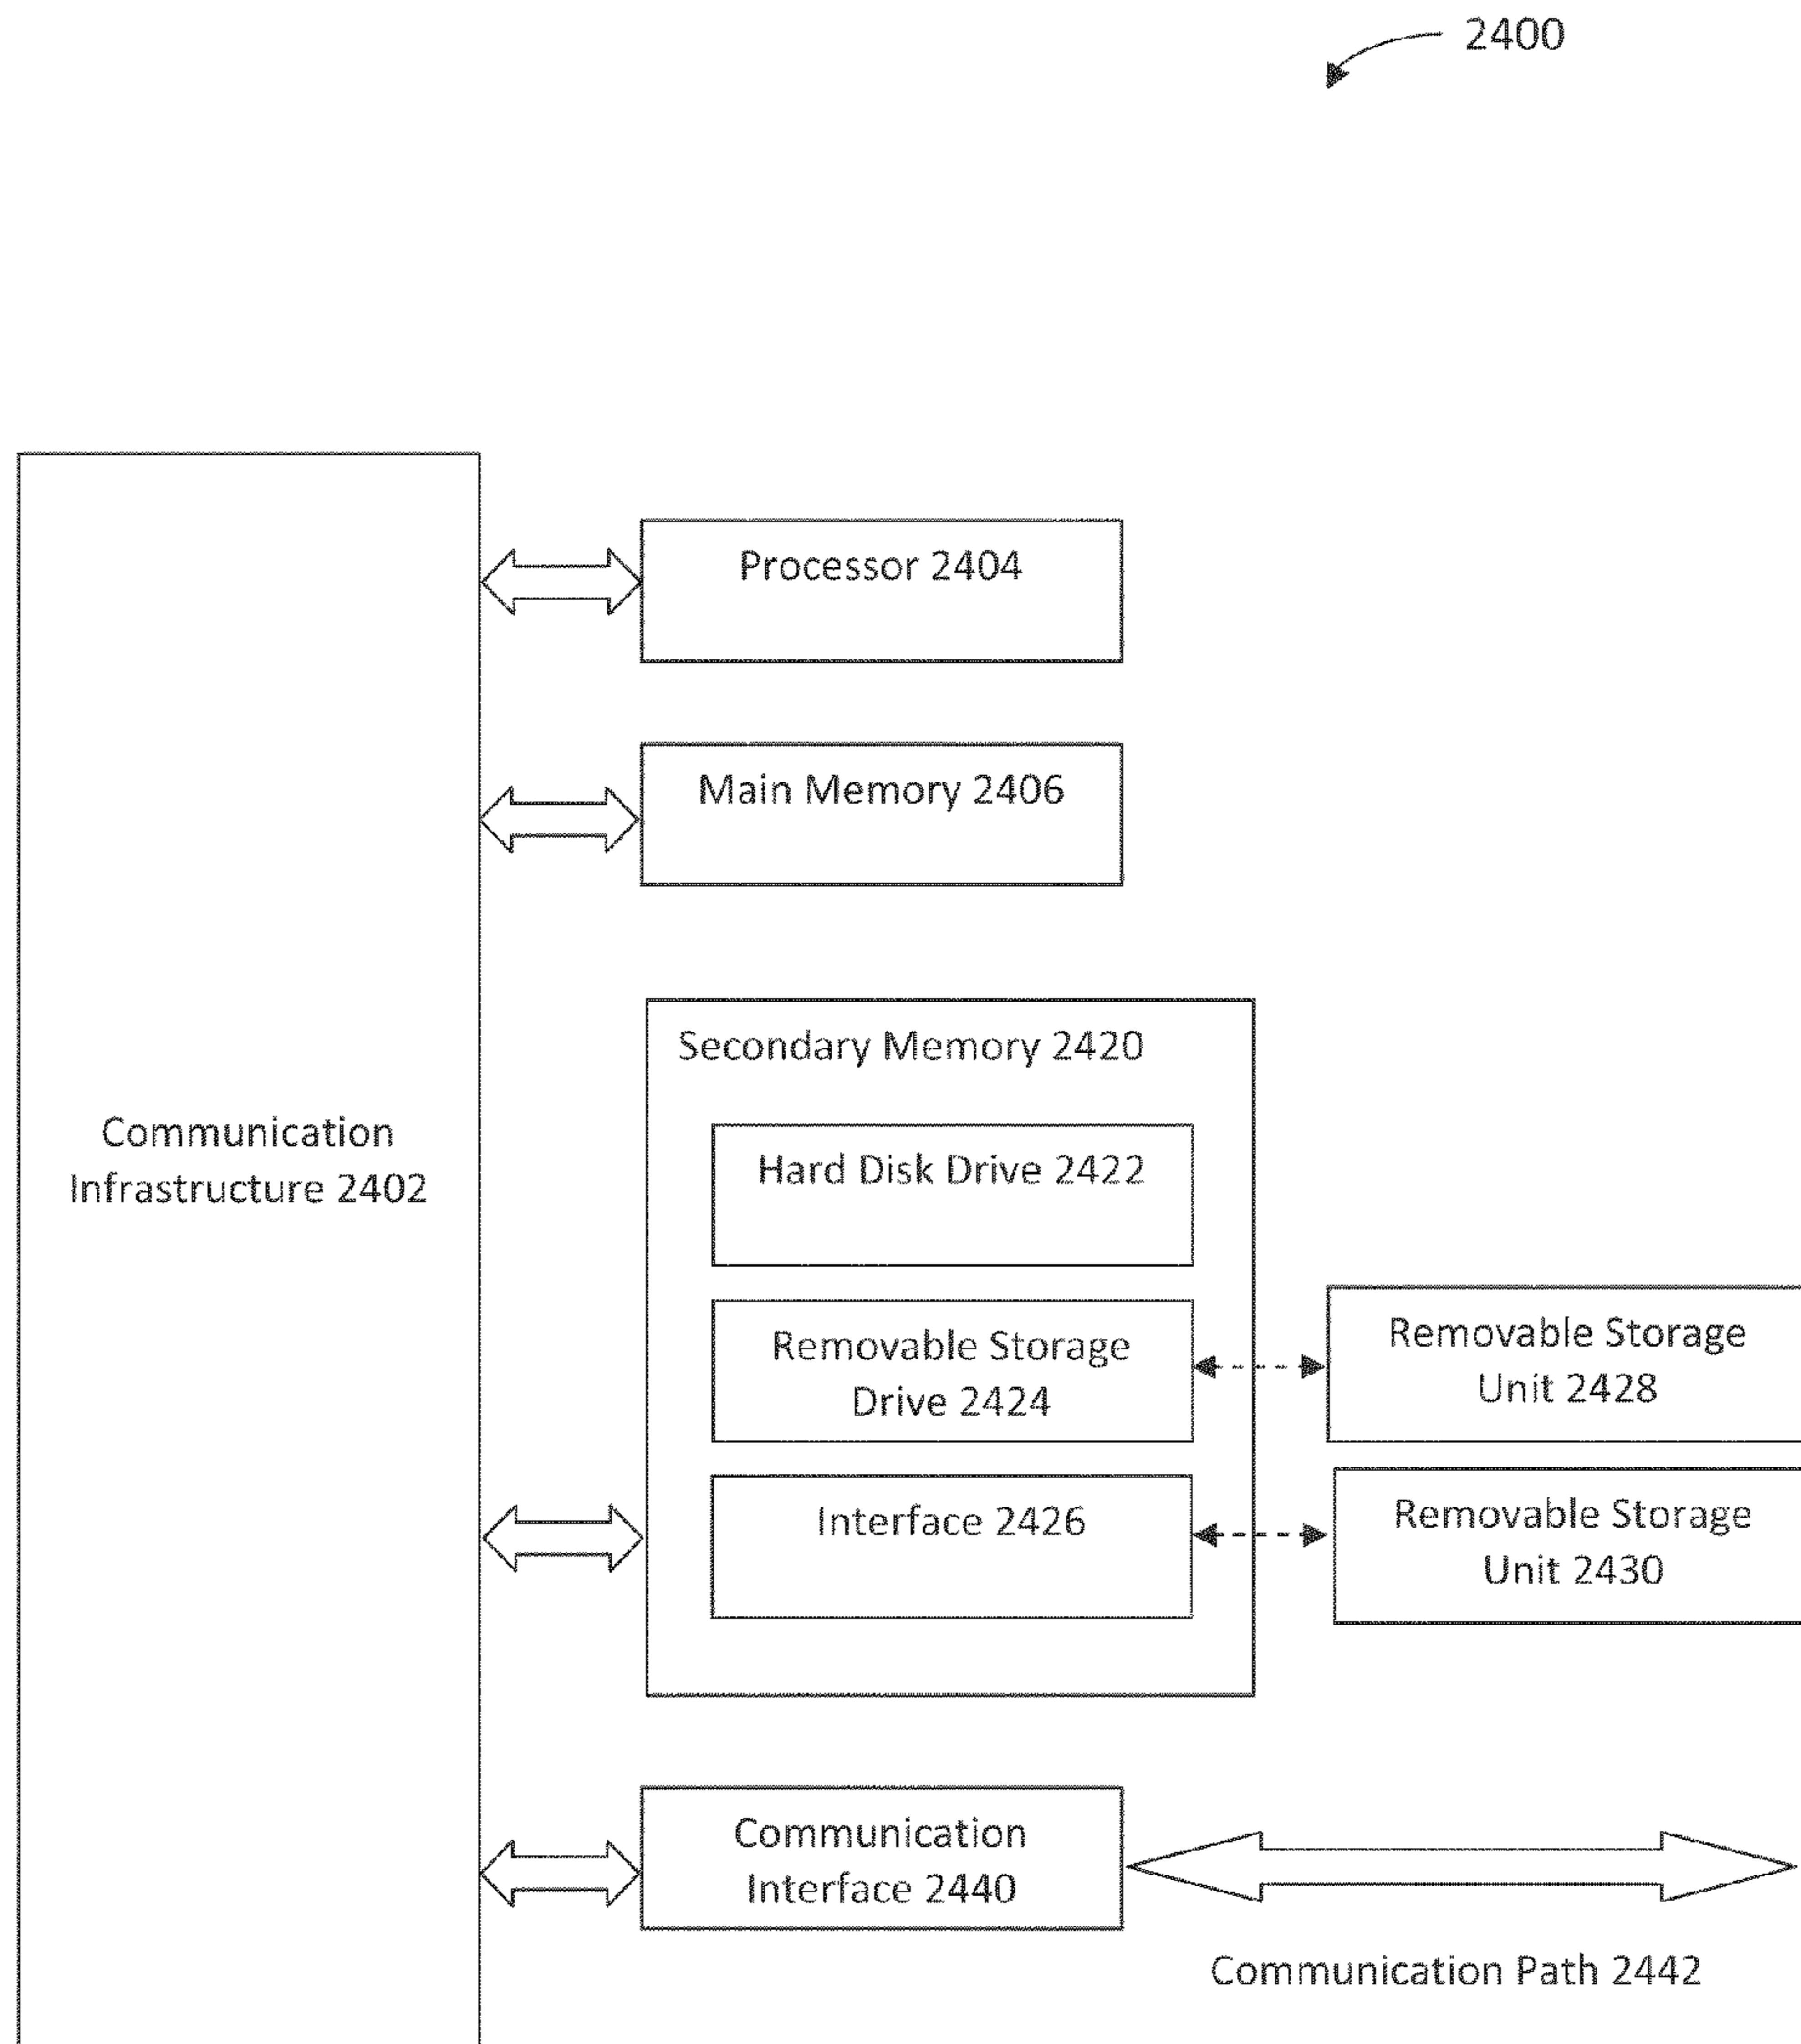 2400
Processor 2404
Main Memory 2406
Secondary Memory 2420
Communication
Infrastructure 2402
Hard Disk Drive 2422
Removable Storage
Drive 2424
Removable Storage
Unit 2428
Interface 2426
Removable Storage
Unit 2430
Communication
Interface 2440
Communication Path 2442